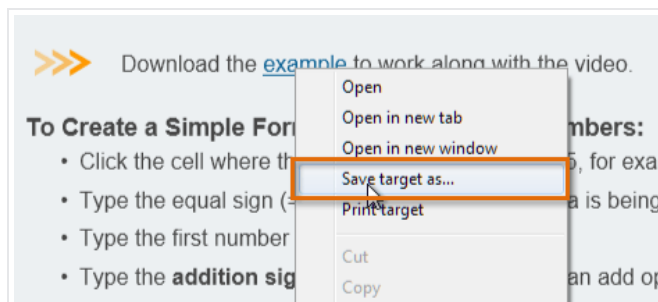 Download the example to work along with the video.
Open
Open in new tab
To Create a Simple For mbers:
Open in new window
Click the cell where th 5, for exa
Save target as...
Type the equal sign (= a is being
Print target
Type the first number
Cut
Type the addition sig an add op
Copy